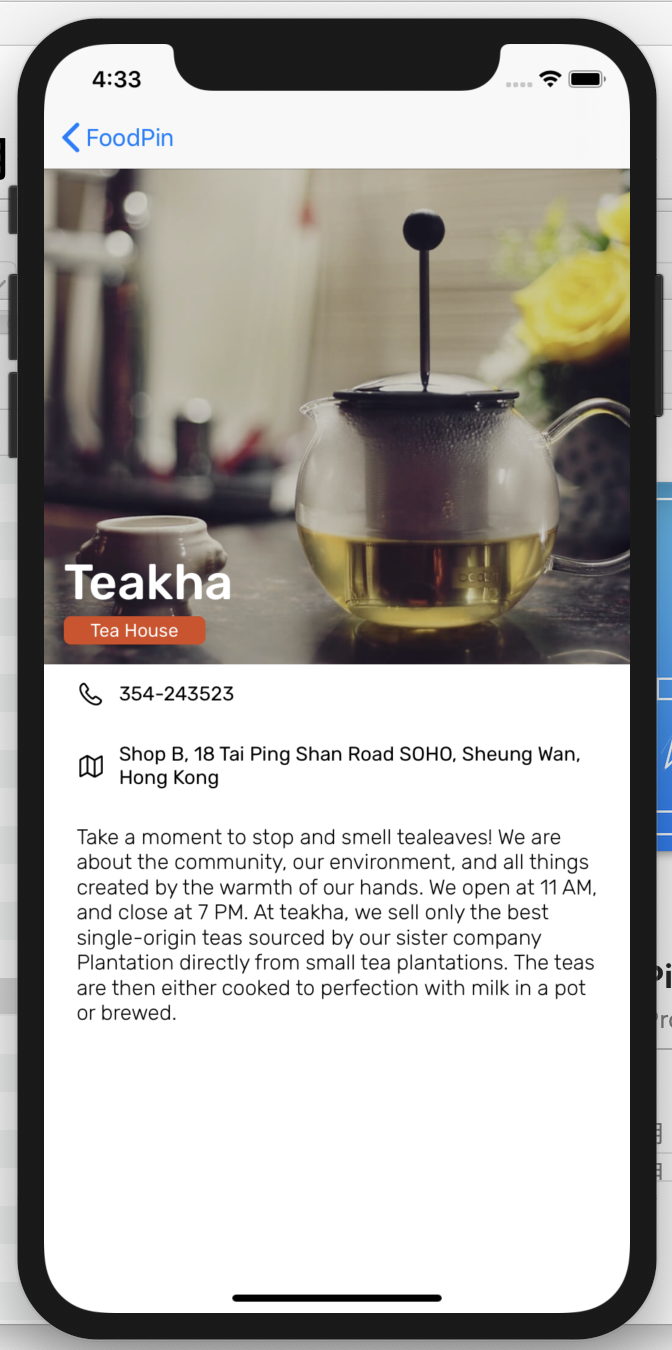 4:33
FoodPin
Teakha
Tea House
354-243523
Shop B, 18 Tai Ping Shan Road SOHO, Sheung Wan,
Hong Kong
Take a moment to stop and smell tealeaves! We are
about the community, our environment, and all things
created by the warmth of our hands. We open at 11 AM,
and close at 7 PM. At teakha, we sell only the best
single-origin teas sourced by our sister company
Plantation directly from small tea plantations. The teas
are then either cooked to perfection with milk in a pot
or brewed.